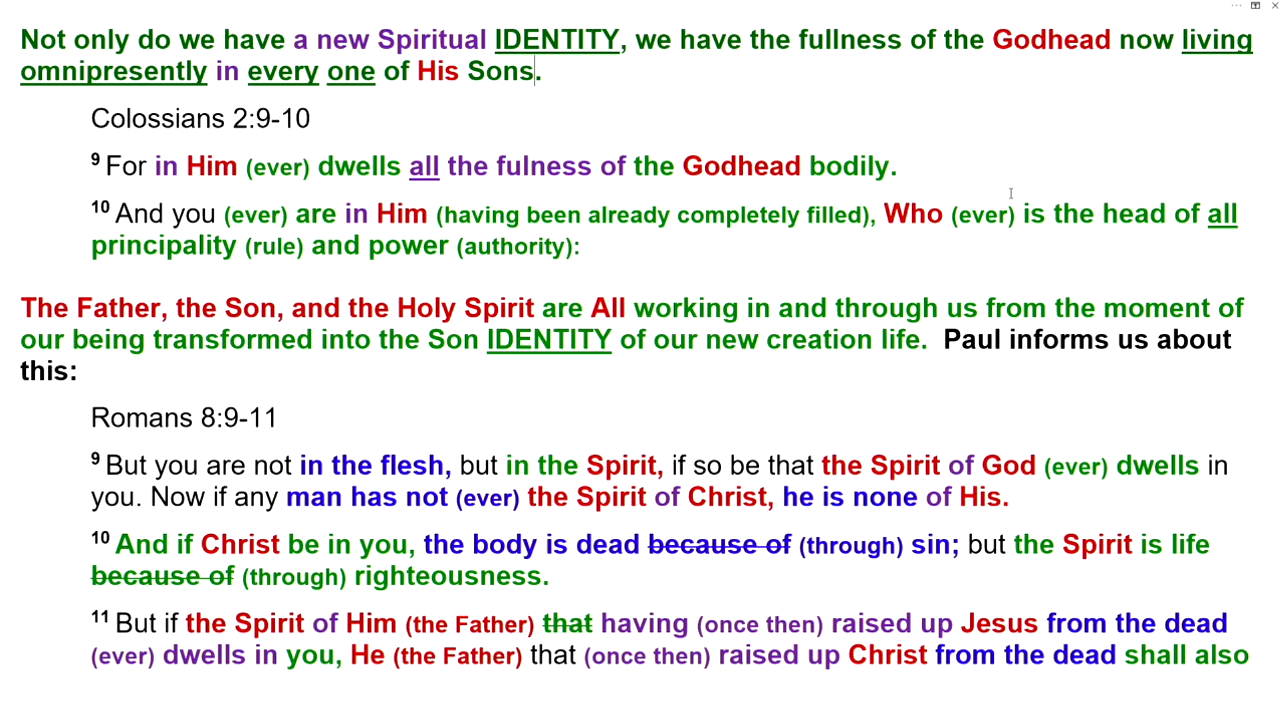 Not only do we have a new Spiritual IDENTITY, we have the fullness of the Godhead now living
omnipresently in every one of His Sons.
Colossians 2:9-10
9 For in Him (ever) dwells all the fulness of the Godhead bodily.
10 And you (ever) are in Him (having been already completely filled), Who (ever) is the head of all
principality (rule) and power (authority):
The Father, the Son, and the Holy Spirit are All working in and through us from the moment of
our being transformed into the Son IDENTITY of our new creation life. Paul informs us about
this:
Romans 8:9-11
9 But you are not in the flesh, but in the Spirit, if so be that the Spirit of God (ever) dwells in
you. Now if any man has not (ever) the Spirit of Christ, he is none of His.
10 And if Christ be in you, the body is dead because of (through) sin; but the Spirit is life
because of (through) righteousness.
11 But if the Spirit of Him (the Father) that having (once then) raised up Jesus from the dead
(ever) dwells in you, He (the Father) that (once then) raised up Christ from the dead shall also